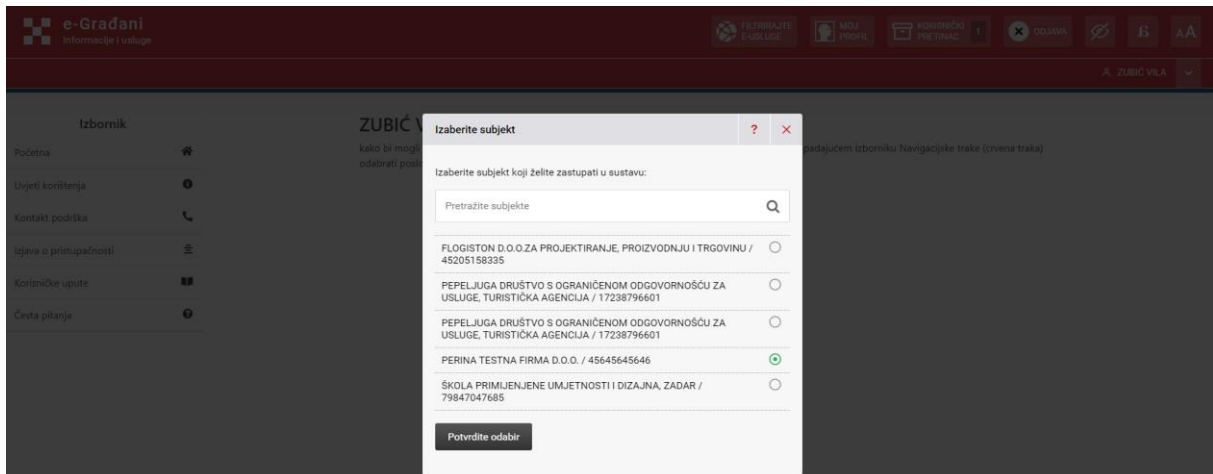 e-Građani
Informacije i usluge
FILTRIRAJTE
E-USLUGE
MOJ
PROFIL
KORISNIČKI
PRETINAC
1
ODJAVA
AA
ZUBIĆ VILA
Izbornik
Početna
Uvjeti korištenja
Kontakt podrška
Izjava o pristupačnosti
Korisničke upute
Česta pitanja
ZUBIĆ V
kako bi mogli
padajućem izborniku Navigacijske trake (crvena traka)
odabrati poslo
Izaberite subjekt
?
Izaberite subjekt koji želite zastupati u sustavu:
Pretražite subjekte
FLOGISTON D.O.O.ZA PROJEKTIRANJE, PROIZVODNJU I TRGOVINU /
45205158335
PEPELJUGA DRUŠTVO S OGRANIČENOM ODGOVORNOŠĆU ZA
USLUGE, TURISTIČKA AGENCIJA / 17238796601
PEPELJUGA DRUŠTVO S OGRANIČENOM ODGOVORNOŠĆU ZA
USLUGE, TURISTIČKA AGENCIJA / 17238796601
PERINA TESTNA FIRMA D.O.O. / 45645645646
ŠKOLA PRIMIJENJENE UMJETNOSTI I DIZAJNA, ZADAR /
79847047685
Potvrdite odabir